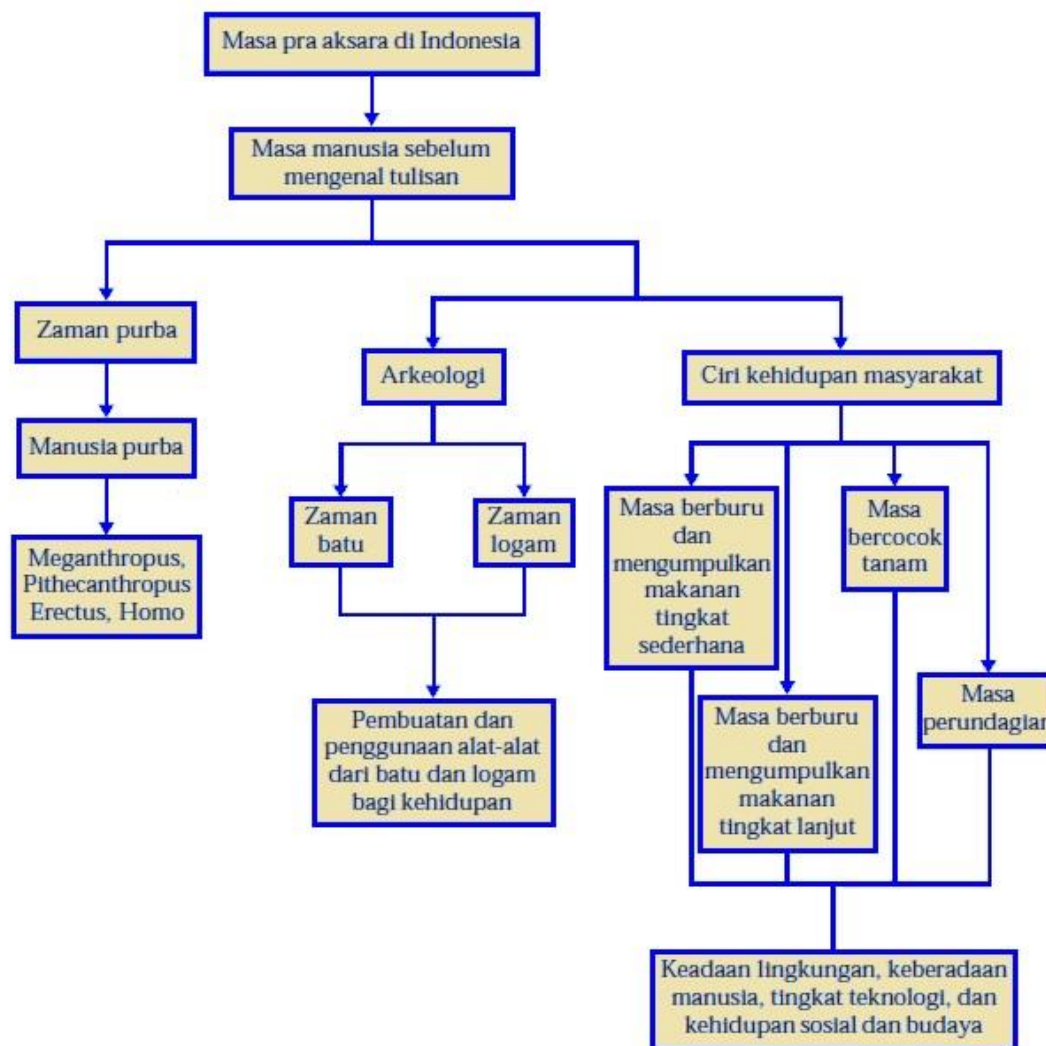 Masa pra aksara di Indonesia
Masa manusia sebelum
mengenal tulisan
Zaman purba
Manusia purba
Meganthropus,
Pithecanthropus
Erectus, Homo
Arkeologi
Zaman
batu
Zaman
logam
Pembuatan dan
penggunaan alat-alat
dari batu dan logam
bagi kehidupan
Ciri kehidupan masyarakat
Masa berburu
dan
mengumpulkan
makanan
tingkat
sederhana
Masa berburu
dan
mengumpulkan
makanan
tingkat lanjut
Masa
bercocok
tanam
Masa
perundagian
Keadaan lingkungan, keberadaan
manusia, tingkat teknologi, dan
kehidupan sosial dan budaya